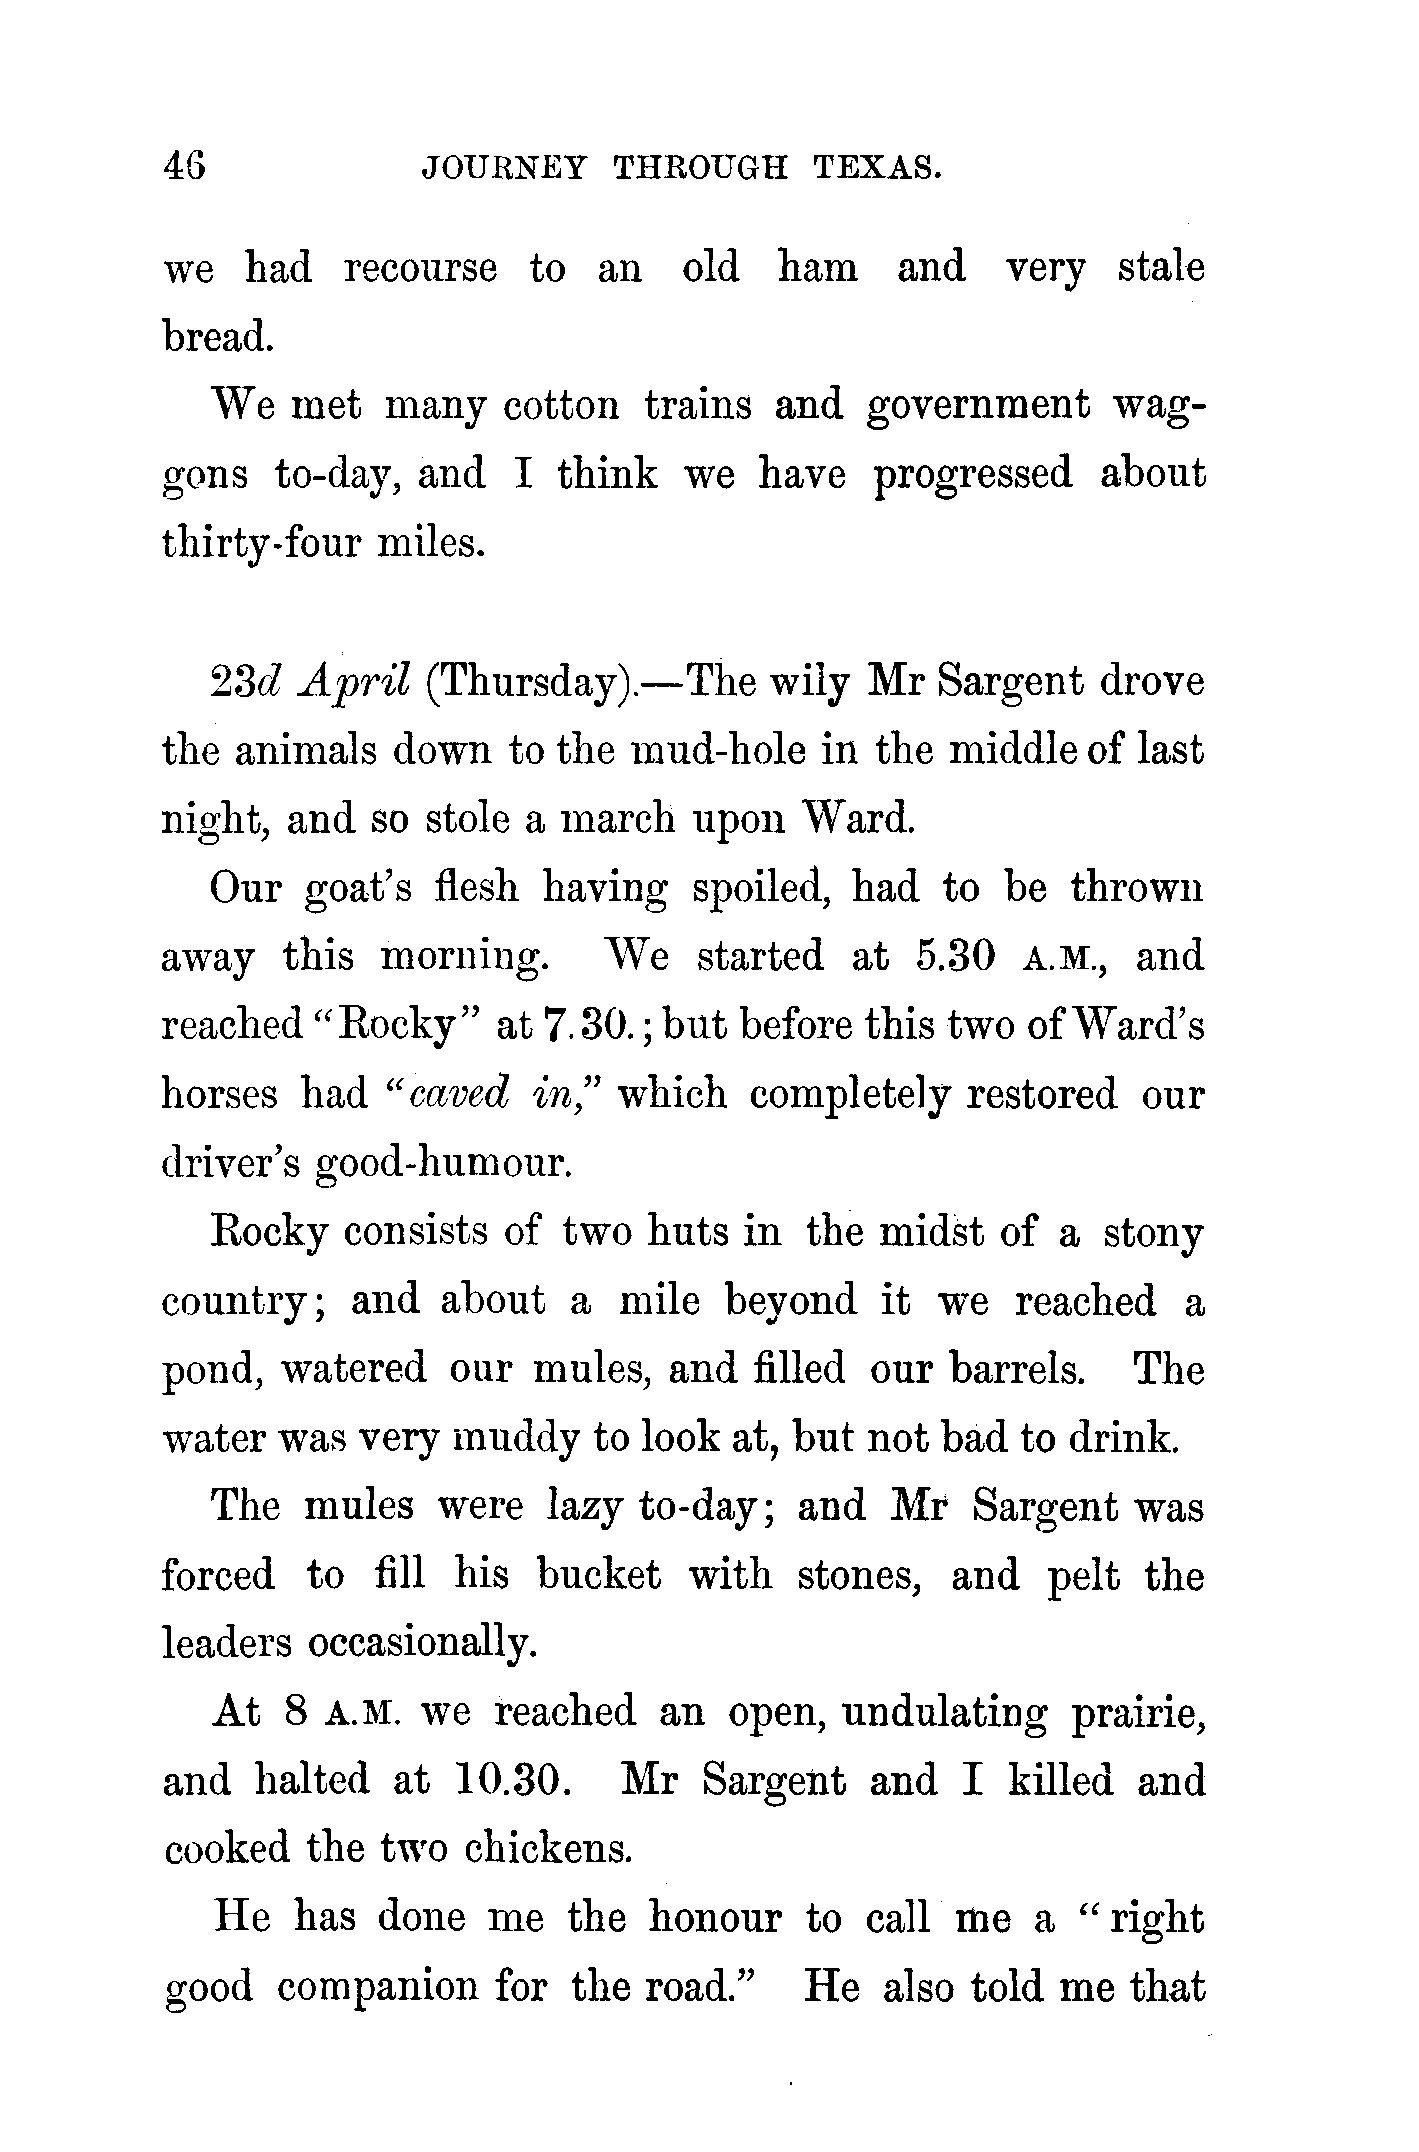 46 JOURNEY THROUGH TEXAS.
we had recourse to an old ham and very stale
bread.
We met many cotton trains and government wag-
gons to-day, and I think we have progressed about
thirty-four miles.
23d April (Thursday).—The wily Mr Sargent drove
the animals down to the mud-hole in the middle of last
night, and so stole a march upon Ward.
Our goat's flesh having spoiled, had to be thrown
away this morning. We started at 5.30 A.M., and
reached "Rocky" at 7.30.; but before this two of Ward's
horses had "caved in," which completely restored our
driver's good-humour.
Rocky consists of two huts in the midst of a stony
country; and about a mile beyond it we reached a
pond, watered our mules, and filled our barrels. The
water was very muddy to look at, but not bad to drink.
The mules were lazy to-day; and Mr Sargent was
forced to fill his bucket with stones, and pelt the
leaders occasionally.
At 8 A.M. we reached an open, undulating prairie,
and halted at 10.30. Mr Sargent and I killed and
cooked the two chickens.
He has done me the honour to call me a "right
good companion for the road." He also told me that